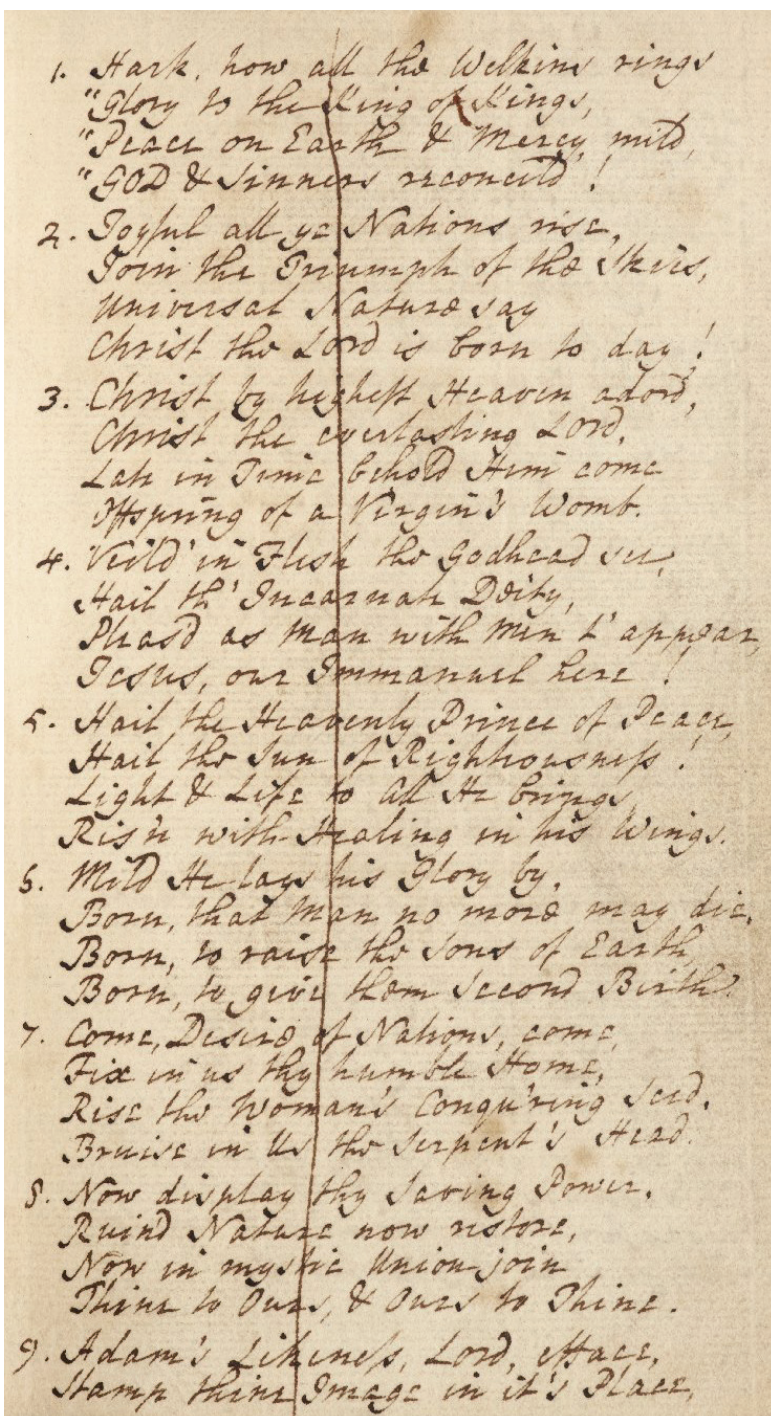 1. Hark, how all the Welkin rings
"Glory to the King of Kings,
"Peace on Earth & Mercy mild,
"GOD & Sinners reconcil'd!
2. Joyful all ye Nations rise,
Join the Triumph of the Skies,
Universal Nature say
Christ the Lord is born to day!
3. Christ by highest Heaven ador'd,
Christ the everlasting Lord,
Late in Time behold Him come
Offspring of a Virgin's Womb.
4. Veil'd in Flesh the Godhead see,
Hail th' Incarnate Deity,
Pleas'd as Man with Men t' appear,
Jesus, our Immanuel here!
5. Hail the Heavenly Prince of Peace,
Hail the Sun of Righteousness!
Light & Life to All He brings,
Ris'n with Healing in his Wings.
6. Mild He lays his Glory by,
Born, that Man no more may die,
Born, to raise the Sons of Earth,
Born, to give them Second Birth.
7. Come, Desire of Nations, come,
Fix in us thy humble Home,
Rise the Woman's Conqu'ring Seed,
Bruise in Us the Serpent's Head.
8. Now display thy Saving Power,
Ruin'd Nature now restore,
Now in mystic Union join
Thine to Ours, & Ours to Thine.
9. Adam's Likeness, Lord, efface,
Stamp thine Image in it's Place,